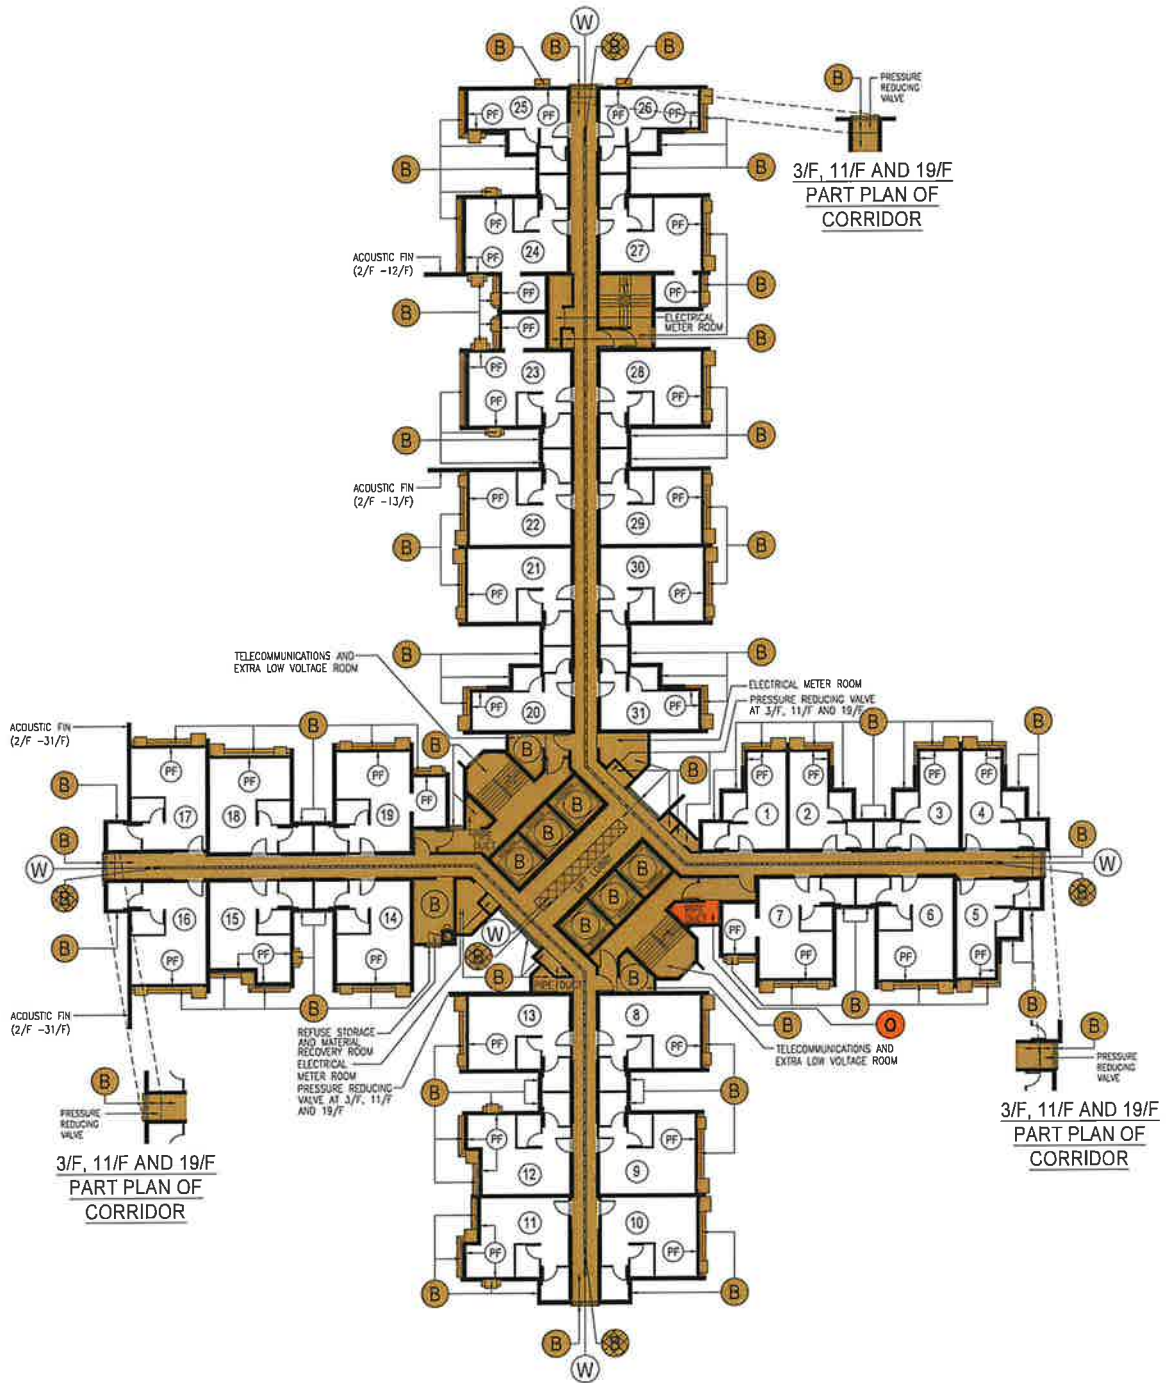 W
B
B
B
B
B
PRESSURE
REDUCING
VALVE
25
26
PF
PF
PF
PF
3/F, 11/F AND 19/F
PART PLAN OF
CORRIDOR
B
B
PF
PF
24
27
ACOUSTIC FIN
(2/F -12/F)
PF
PF
PF
B
B
ELECTRICAL
METER ROOM
PF
B
PF
23
28
PF
PF
B
B
ACOUSTIC FIN
(2/F -13/F)
PF
PF
22
29
B
B
21
30
PF
PF
TELECOMMUNICATIONS AND
EXTRA LOW VOLTAGE ROOM
B
B
ELECTRICAL METER ROOM
PRESSURE REDUCING VALVE
AT 3/F, 11/F AND 19/F
PF
20
31
PF
ACOUSTIC FIN
(2/F -31/F)
B
B
B
B
B
B
PF
PF
PF
PF
PF
PF
PF
PF
17
18
19
1
2
3
4
B
B
B
B
LIFT LOBBY
B
B
B
B
W
B
W
B
16
15
14
B
7
6
5
PF
PF
PF
PF
PF
PF
PF
W
B
B
B
PIPE DUCT
B
B
B
B
O
B
B
ACOUSTIC FIN
(2/F -31/F)
REFUSE STORAGE
AND MATERIAL
RECOVERY ROOM
ELECTRICAL
METER ROOM
PRESSURE REDUCING
VALVE AT 3/F, 11/F
AND 19/F
13
8
PF
PF
TELECOMMUNICATIONS AND
EXTRA LOW VOLTAGE ROOM
PRESSURE
REDUCING
VALVE
B
PRESSURE
REDUCING
VALVE
B
B
3/F, 11/F AND 19/F
PART PLAN OF
CORRIDOR
3/F, 11/F AND 19/F
PART PLAN OF
CORRIDOR
PF
PF
12
9
11
10
PF
PF
B
B
B
B
W